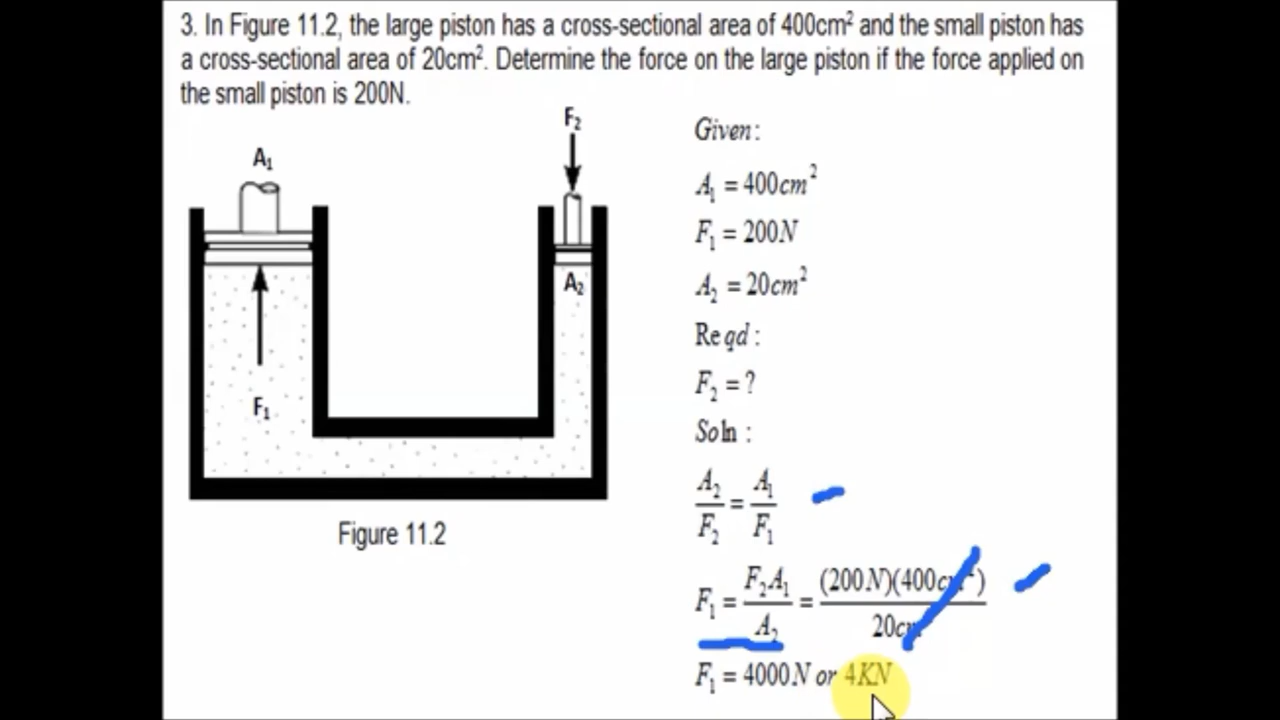 3. In Figure 11.2, the large piston has a cross-sectional area of 400cm² and the small piston has
a cross-sectional area of 20cm². Determine the force on the large piston if the force applied on
the small piston is 200N.
F₂
A₁
A₂
F₁
Figure 11.2
Given:
A₁ = 400cm²
F₁ = 200N
A₂ = 20cm²
Reqd:
F₂ = ?
Soln:
A₂/F₂ = A₁/F₁
F₁ = F₂A₁/A₂ = (200N)(400cm²)/20cm
F₁ = 4000N or 4KN